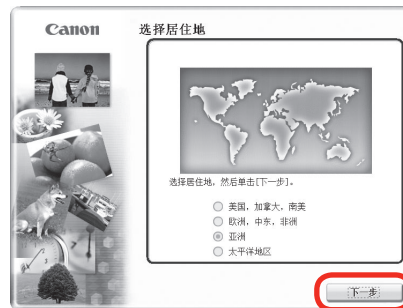 Canon
选择居住地
选择居住地，然后单击[下一步]。
美国，加拿大，南美
欧洲，中东，非洲
亚洲
太平洋地区
下一步